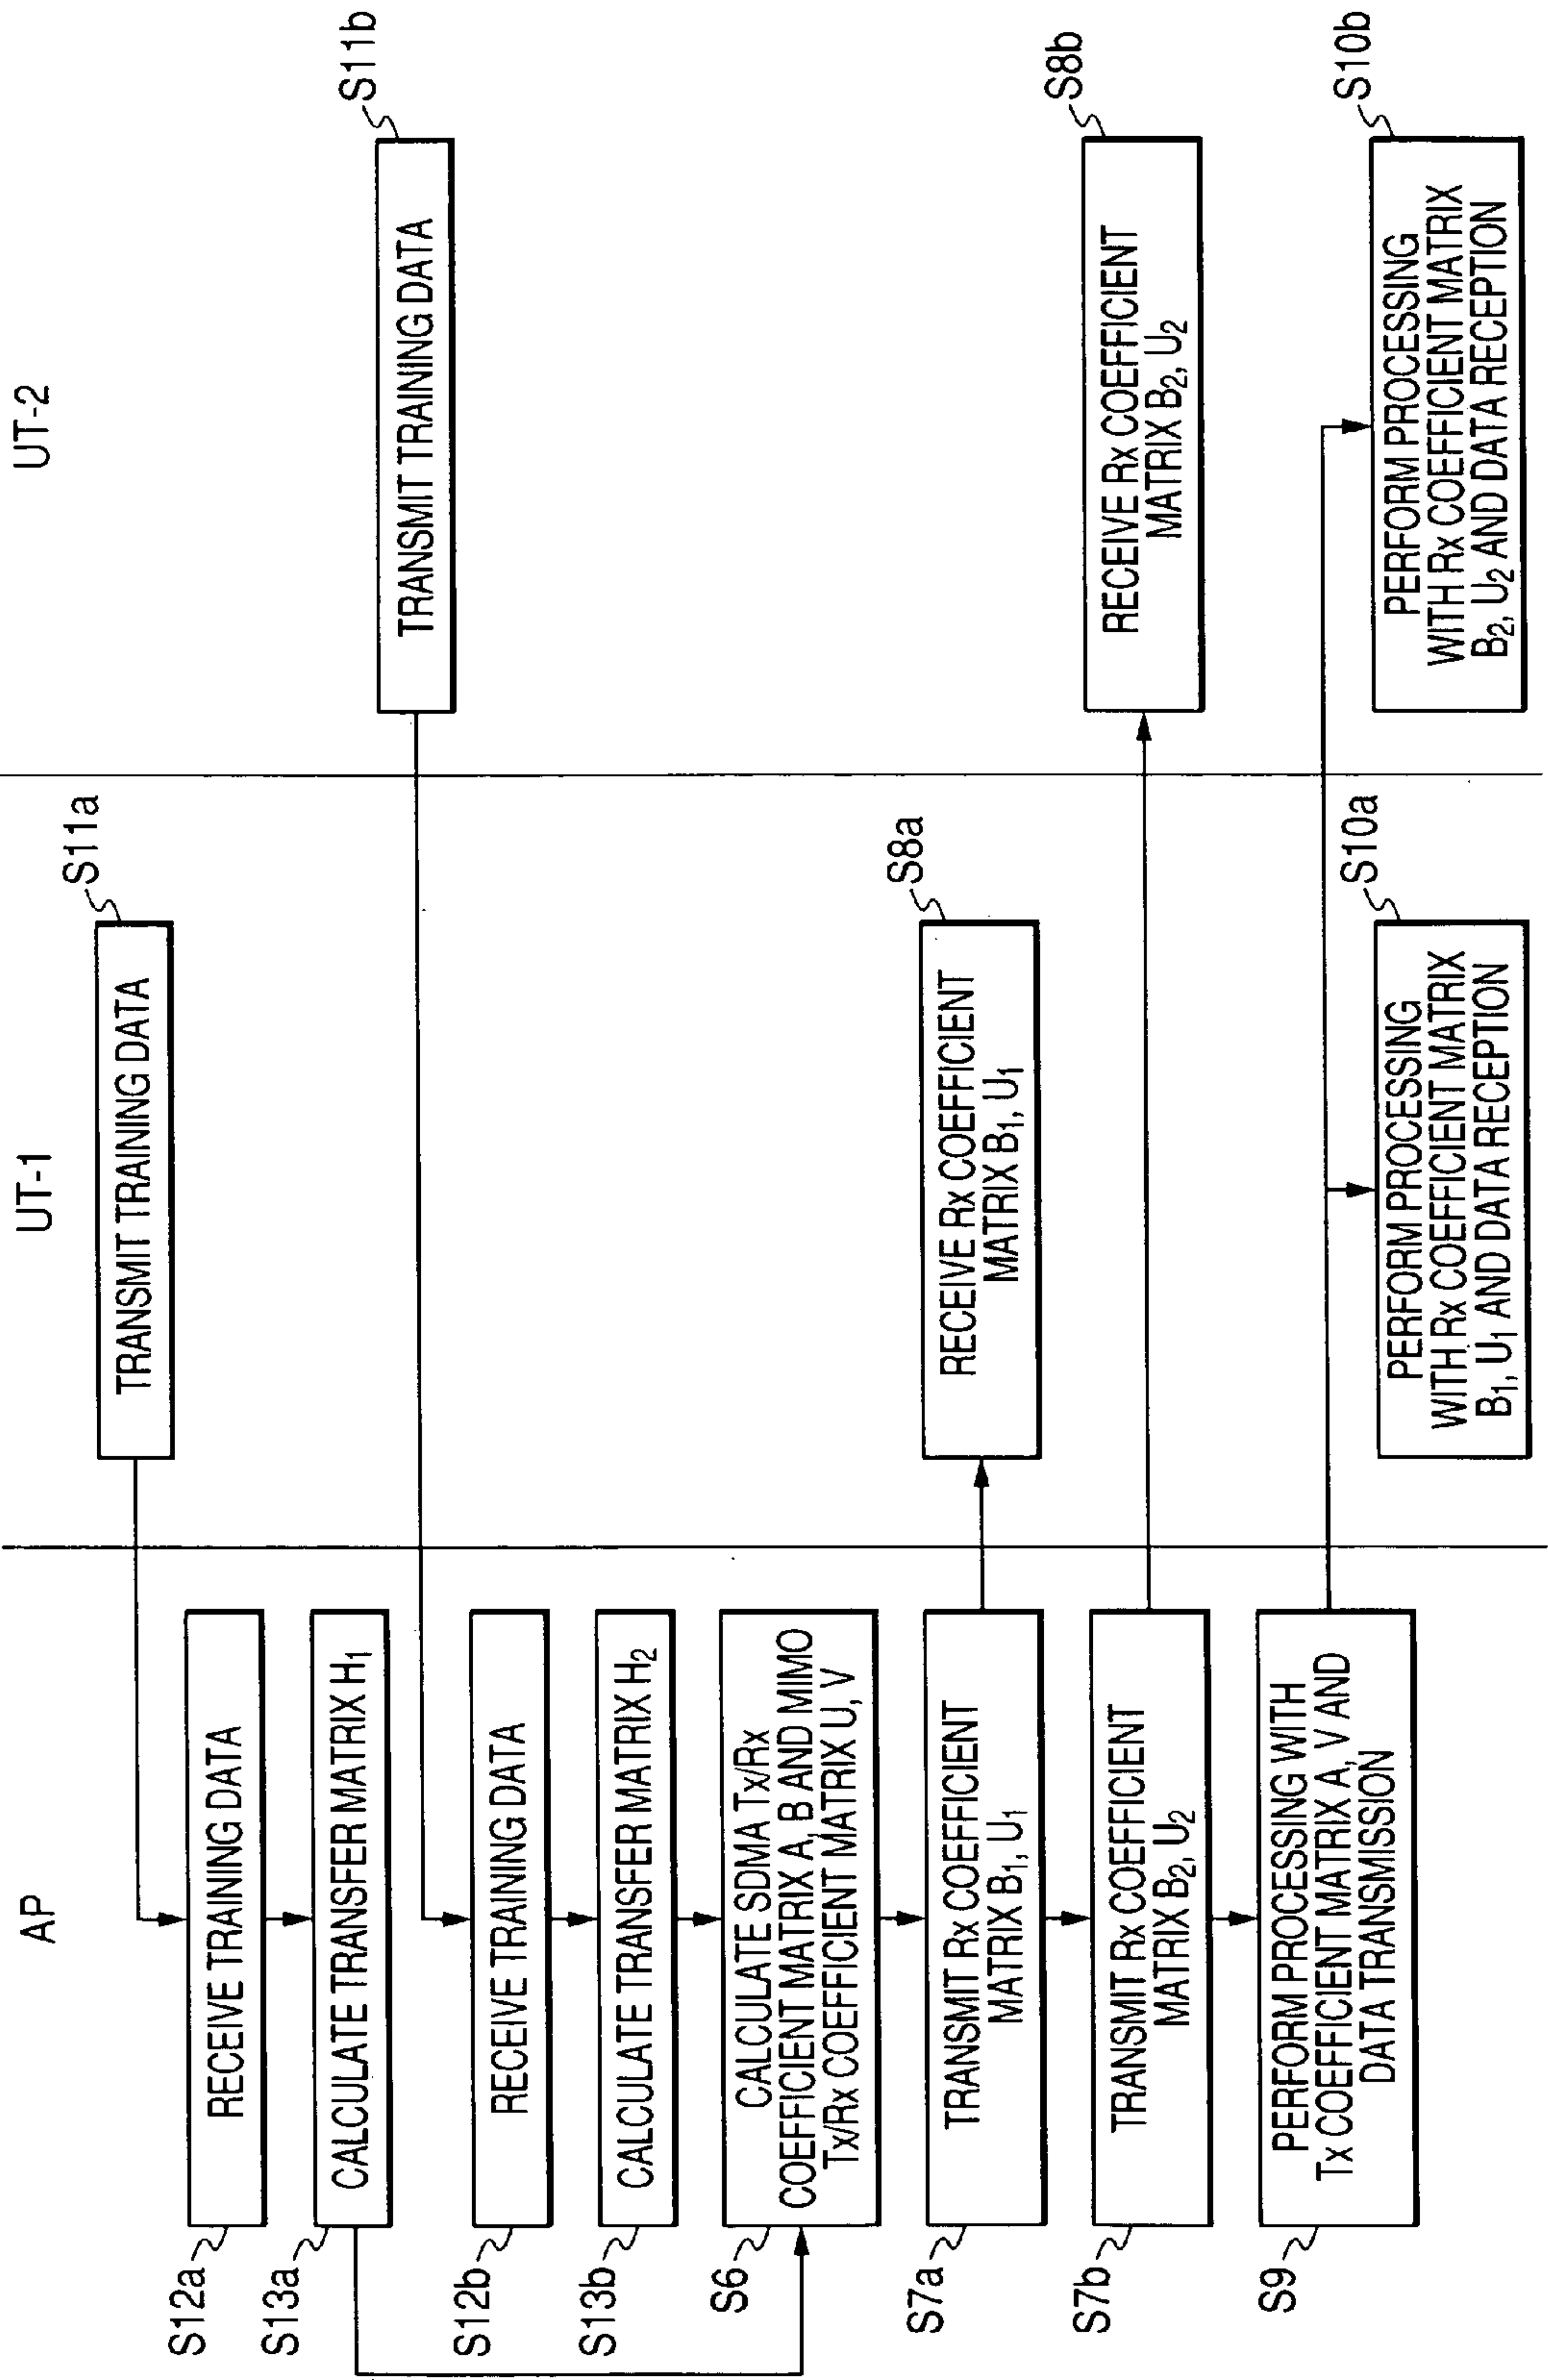 AP
UT-1
UT-2
TRANSMIT TRAINING DATA
S11a
S12a
RECEIVE TRAINING DATA
S13a
CALCULATE TRANSFER MATRIX H1
TRANSMIT TRAINING DATA
S11b
S12b
RECEIVE TRAINING DATA
S13b
CALCULATE TRANSFER MATRIX H2
S6
CALCULATE SDMA Tx/Rx
COEFFICIENT MATRIX A, B AND MIMO
Tx/Rx COEFFICIENT MATRIX U, V
S7a
TRANSMIT Rx COEFFICIENT
MATRIX B1, U1
RECEIVE Rx COEFFICIENT
MATRIX B1, U1
S8a
S7b
TRANSMIT Rx COEFFICIENT
MATRIX B2, U2
RECEIVE Rx COEFFICIENT
MATRIX B2, U2
S8b
S9
PERFORM PROCESSING WITH
Tx COEFFICIENT MATRIX A, V AND
DATA TRANSMISSION
PERFORM PROCESSING
WITH Rx COEFFICIENT MATRIX
B1, U1 AND DATA RECEPTION
S10a
PERFORM PROCESSING
WITH Rx COEFFICIENT MATRIX
B2, U2 AND DATA RECEPTION
S10b